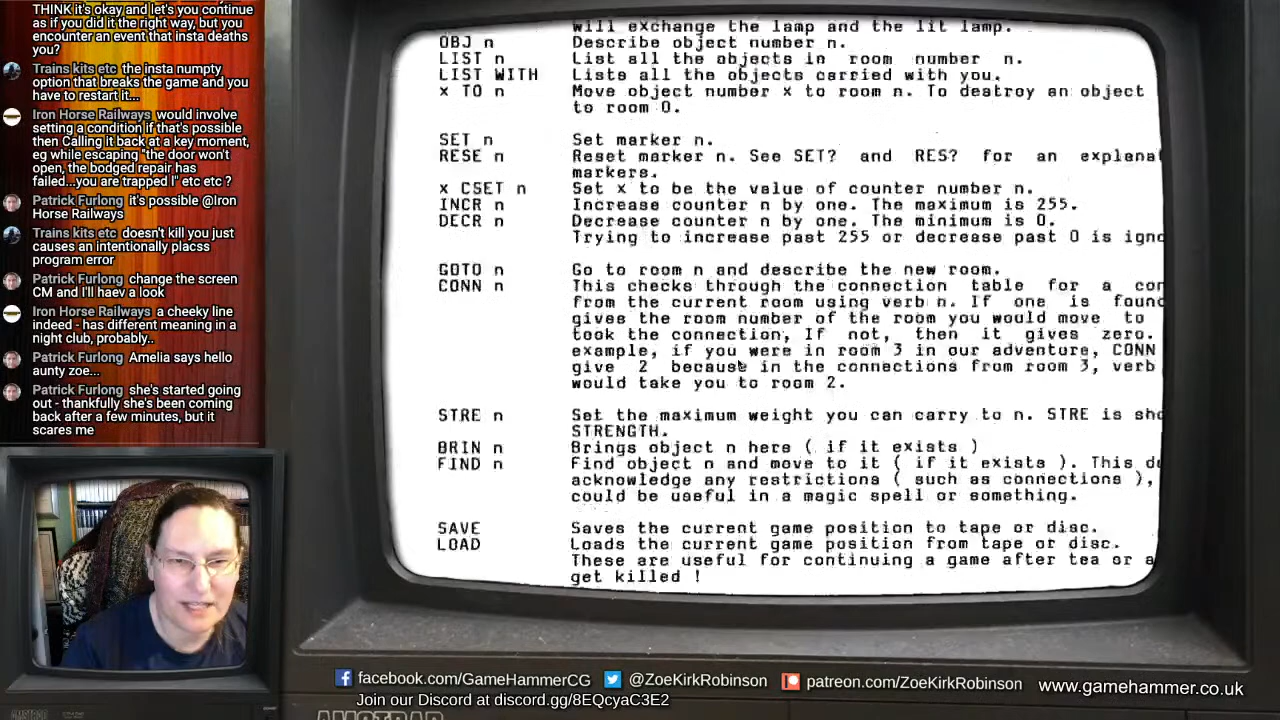 THINK it's okay and let's you continue
as if you did it the right way, but you
encounter an event that insta deaths
you?
Trains kits etc the insta numpty
option that breaks the game and you
have to restart it...
Iron Horse Railways would involve
setting a condition if that's possible
then Calling it back at a key moment,
eg while escaping "the door won't
open, the bodged repair has
failed...you are trapped !" etc etc ?
Patrick Furlong it's possible @Iron
Horse Railways
Trains kits etc doesn't kill you just
causes an intentionally placss
program error
Patrick Furlong change the screen
CM and I'll haev a look
Iron Horse Railways a cheeky line
indeed - has different meaning in a
night club, probably..
Patrick Furlong Amelia says hello
aunty zoe...
Patrick Furlong she's started going
out - thankfully she's been coming
back after a few minutes, but it
scares me
will exchange the lamp and the lit lamp.
OBJ n Describe object number n.
LIST n List all the objects in room number n.
LIST WITH Lists all the objects carried with you.
x TO n Move object number x to room n. To destroy an object
to room 0.
SET n Set marker n.
RESE n Reset marker n. See SET? and RES? for an explanat
markers.
x CSET n Set x to be the value of counter number n.
INCR n Increase counter n by one. The maximum is 255.
DECR n Decrease counter n by one. The minimum is 0.
Trying to increase past 255 or decrease past 0 is igno
GOTO n Go to room n and describe the new room.
CONN n This checks through the connection table for a con
from the current room using verb n. If one is found
gives the room number of the room you would move to
took the connection, If not, then it gives zero.
example, if you were in room 3 in our adventure, CONN
give 2 because in the connections from room 3, verb
would take you to room 2.
STRE n Set the maximum weight you can carry to n. STRE is sho
STRENGTH.
BRIN n Brings object n here ( if it exists )
FIND n Find object n and move to it ( if it exists ). This d
acknowledge any restrictions ( such as connections ),
could be useful in a magic spell or something.
SAVE Saves the current game position to tape or disc.
LOAD Loads the current game position from tape or disc.
These are useful for continuing a game after tea or a
get killed !
facebook.com/GameHammerCG @ZoeKirkRobinson patreon.com/ZoeKirkRobinson www.gamehammer.co.uk
Join our Discord at discord.gg/8EQcyaC3E2
AMSTRAD